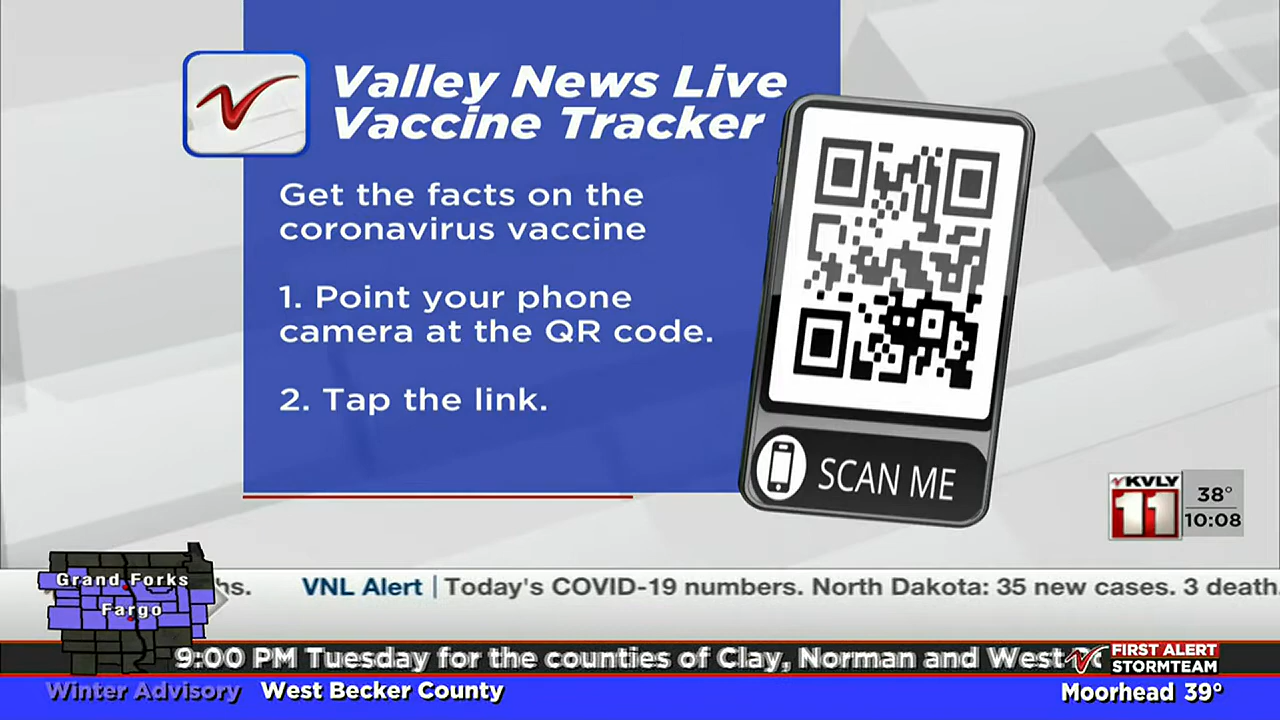 Valley News Live
Vaccine Tracker
Get the facts on the
coronavirus vaccine
1. Point your phone
camera at the QR code.
2. Tap the link.
SCAN ME
KVLY
11
38°
10:08
Grand Forks
Fargo
hs. VNL Alert | Today's COVID-19 numbers. North Dakota: 35 new cases. 3 death
9:00 PM Tuesday for the counties of Clay, Norman and West
FIRST ALERT
STORMTEAM
Winter Advisory West Becker County
Moorhead 39°